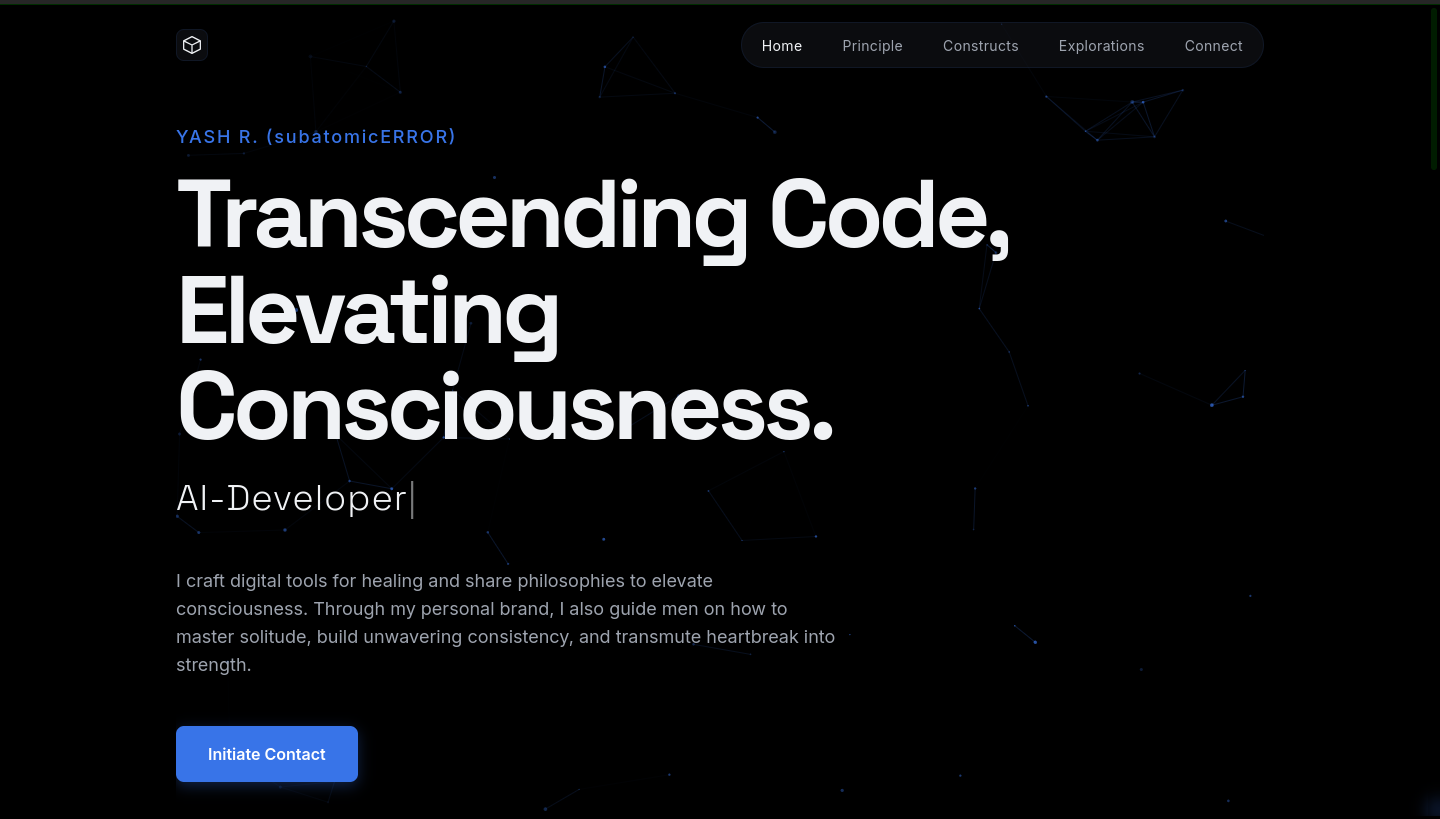 Home Principle Constructs Explorations Connect
YASH R. (subatomicERROR)
Transcending Code,
Elevating
Consciousness.
AI-Developer
I craft digital tools for healing and share philosophies to elevate
consciousness. Through my personal brand, I also guide men on how to
master solitude, build unwavering consistency, and transmute heartbreak into
strength.
Initiate Contact